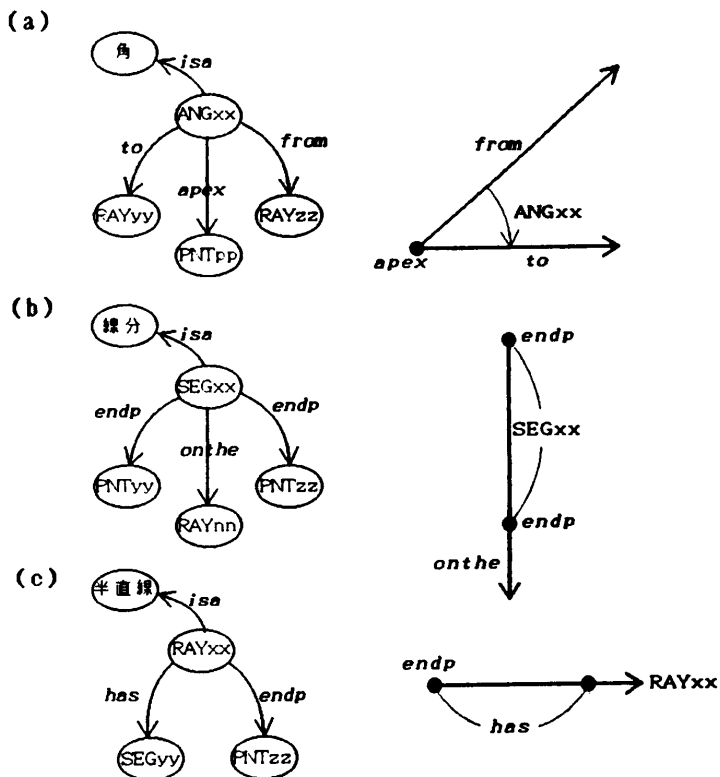 (a)
角
isa
ANGxx
to
from
apex
RAYyy
RAYzz
PNTpp
from
ANGxx
apex
to
(b)
線分
isa
SEGxx
endp
endp
onthe
PNTyy
PNTzz
RAYnn
endp
SEGxx
endp
onthe
(c)
半直線
isa
RAYxx
has
endp
SEGyy
PNTzz
endp
RAYxx
has